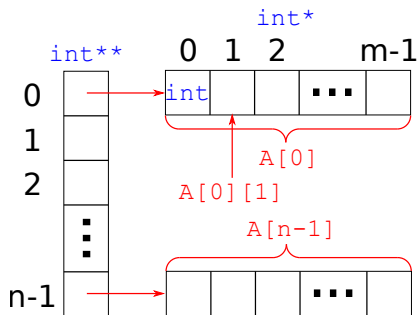 int*
int**
0 1 2 m-1
0
int
...
1
A[0]
2
A[0][1]
A[n-1]
...
n-1
...